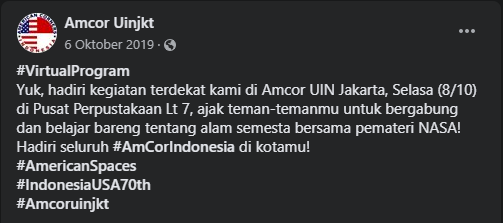 Amcor Uinjkt
6 Oktober 2019 ·
#VirtualProgram
Yuk, hadiri kegiatan terdekat kami di Amcor UIN Jakarta, Selasa (8/10)
di Pusat Perpustakaan Lt 7, ajak teman-temanmu untuk bergabung
dan belajar bareng tentang alam semesta bersama pemateri NASA!
Hadiri seluruh #AmCorIndonesia di kotamu!
#AmericanSpaces
#IndonesiaUSA70th
#Amcoruinjkt